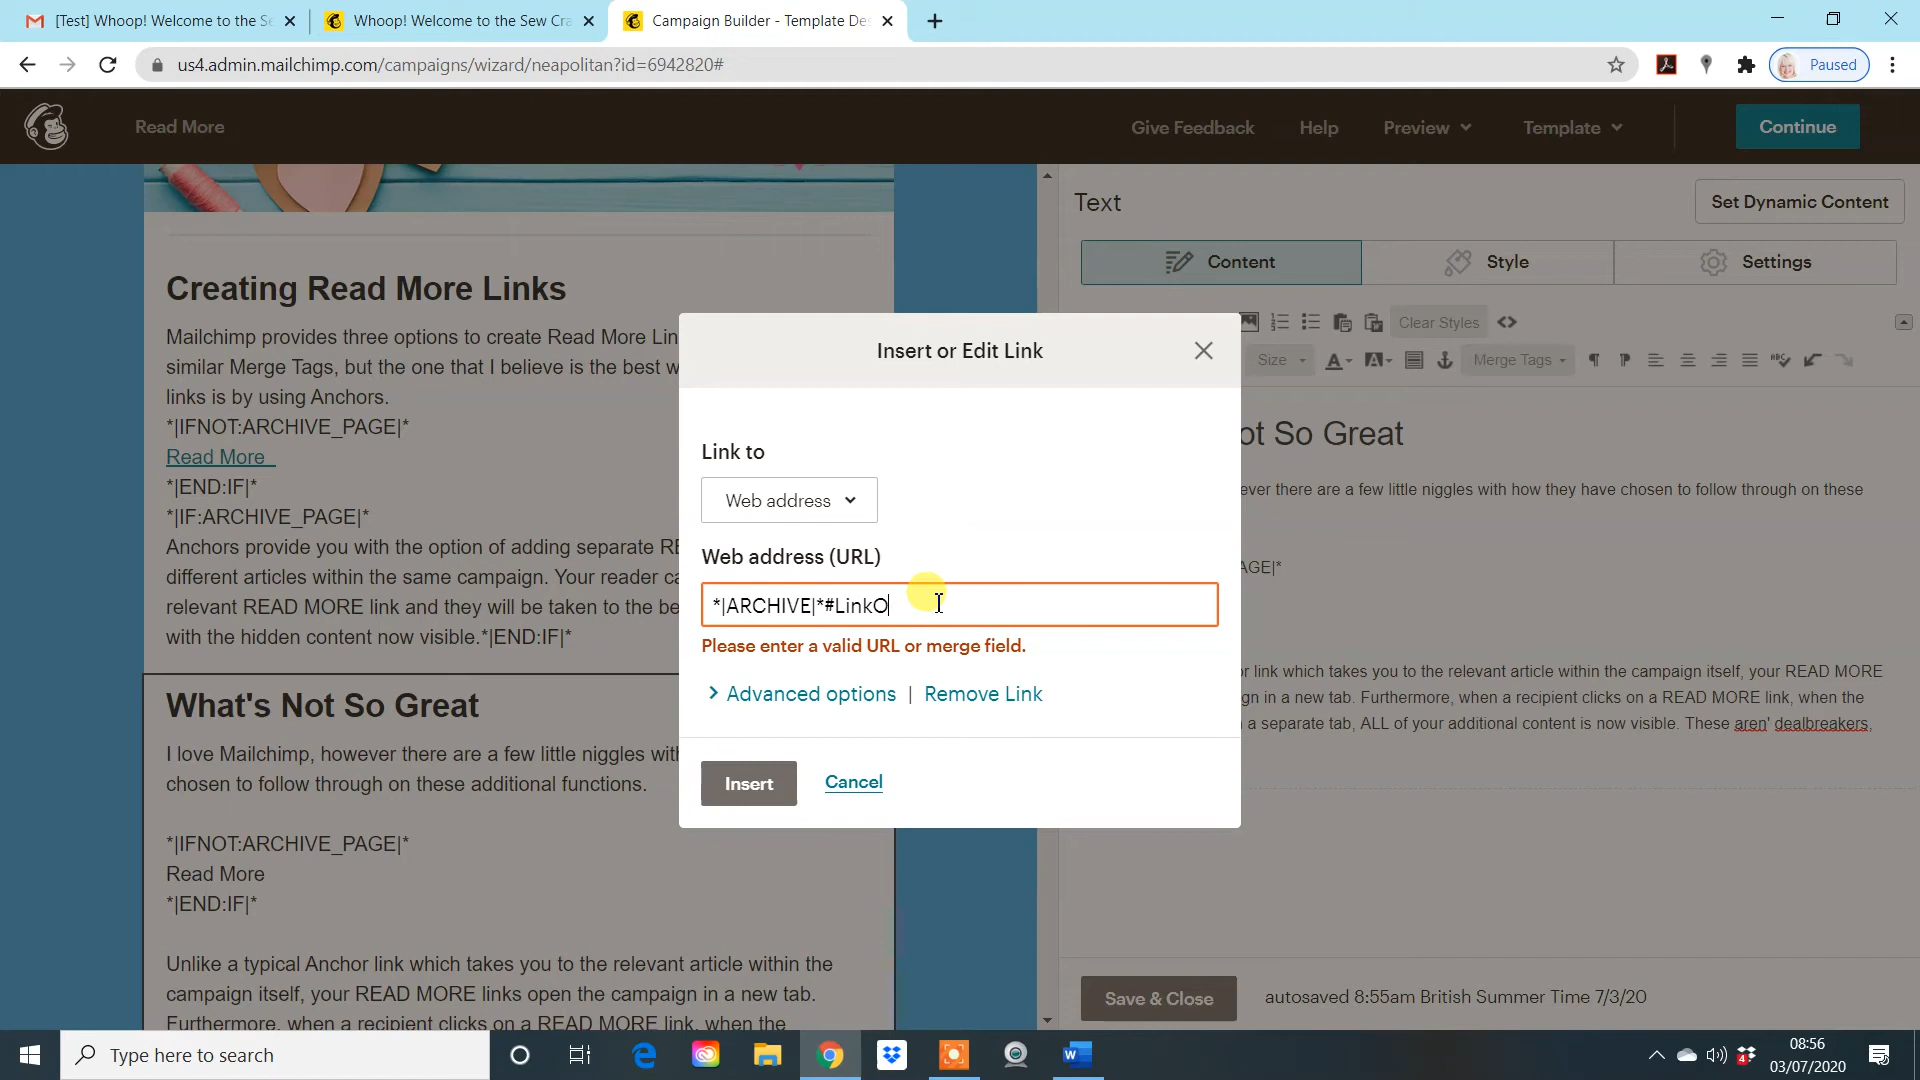 [Test] Whoop! Welcome to the Se
Whoop! Welcome to the Sew Cra
Campaign Builder - Template Des
us4.admin.mailchimp.com/campaigns/wizard/neapolitan?id=6942820#
Paused
Read More
Give Feedback
Help
Preview
Template
Continue
Creating Read More Links
Mailchimp provides three options to create Read More Lin
similar Merge Tags, but the one that I believe is the best w
links is by using Anchors.
*|IFNOT:ARCHIVE_PAGE|*
Read More
*|END:IF|*
*|IF:ARCHIVE_PAGE|*
Anchors provide you with the option of adding separate RE
different articles within the same campaign. Your reader ca
relevant READ MORE link and they will be taken to the be
with the hidden content now visible.*|END:IF|*
What's Not So Great
I love Mailchimp, however there are a few little niggles wit
chosen to follow through on these additional functions.
*|IFNOT:ARCHIVE_PAGE|*
Read More
*|END:IF|*
Unlike a typical Anchor link which takes you to the relevant article within the
campaign itself, your READ MORE links open the campaign in a new tab.
Furthermore, when a recipient clicks on a READ MORE link, when the
Insert or Edit Link
Link to
Web address
Web address (URL)
*|ARCHIVE|*#LinkO
Please enter a valid URL or merge field.
Advanced options | Remove Link
Insert
Cancel
Text
Set Dynamic Content
Content
Style
Settings
Clear Styles
Size
Merge Tags
ot So Great
ever there are a few little niggles with how they have chosen to follow through on these
AGE|*
r link which takes you to the relevant article within the campaign itself, your READ MORE
gn in a new tab. Furthermore, when a recipient clicks on a READ MORE link, when the
a separate tab, ALL of your additional content is now visible. These aren' dealbreakers,
Save & Close
autosaved 8:55am British Summer Time 7/3/20
Type here to search
08:56
03/07/2020